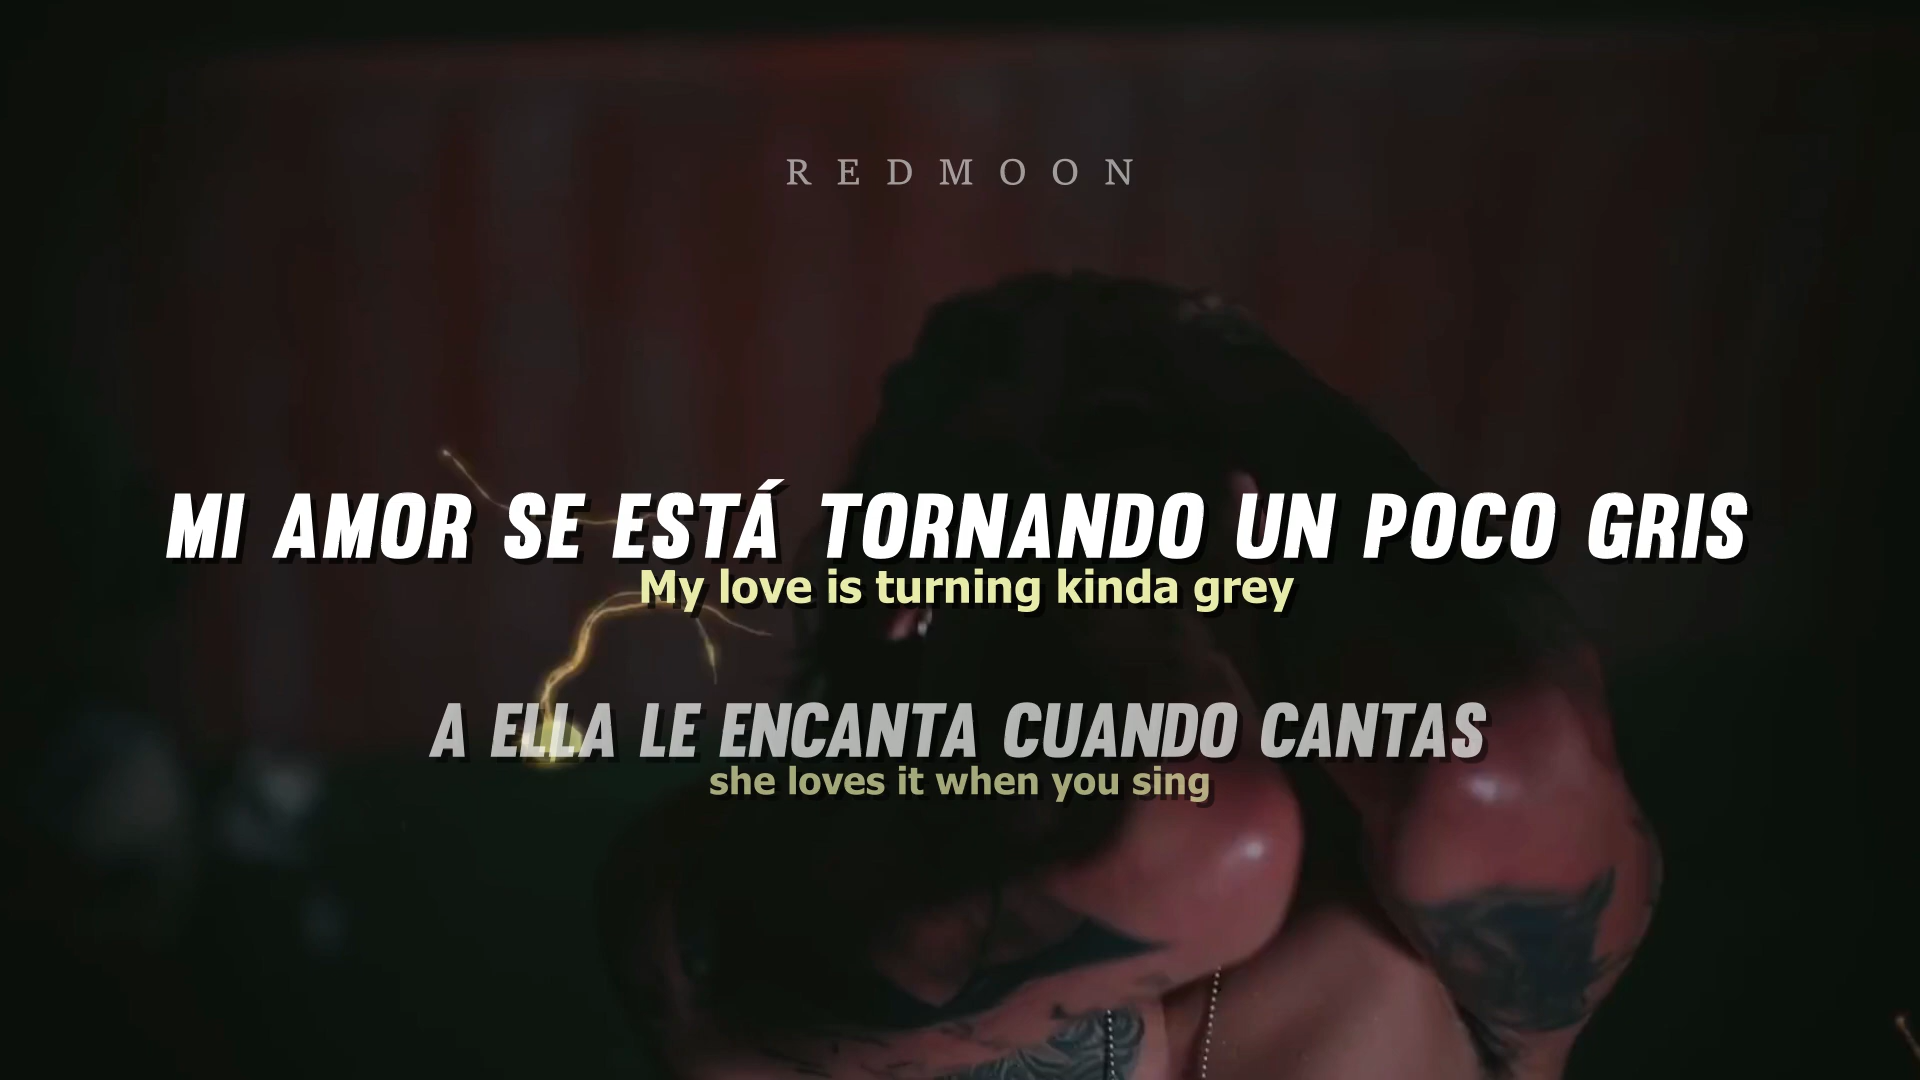 REDMOON
MI AMOR SE ESTÁ TORNANDO UN POCO GRIS
My love is turning kinda grey
A ELLA LE ENCANTA CUANDO CANTAS
she loves it when you sing